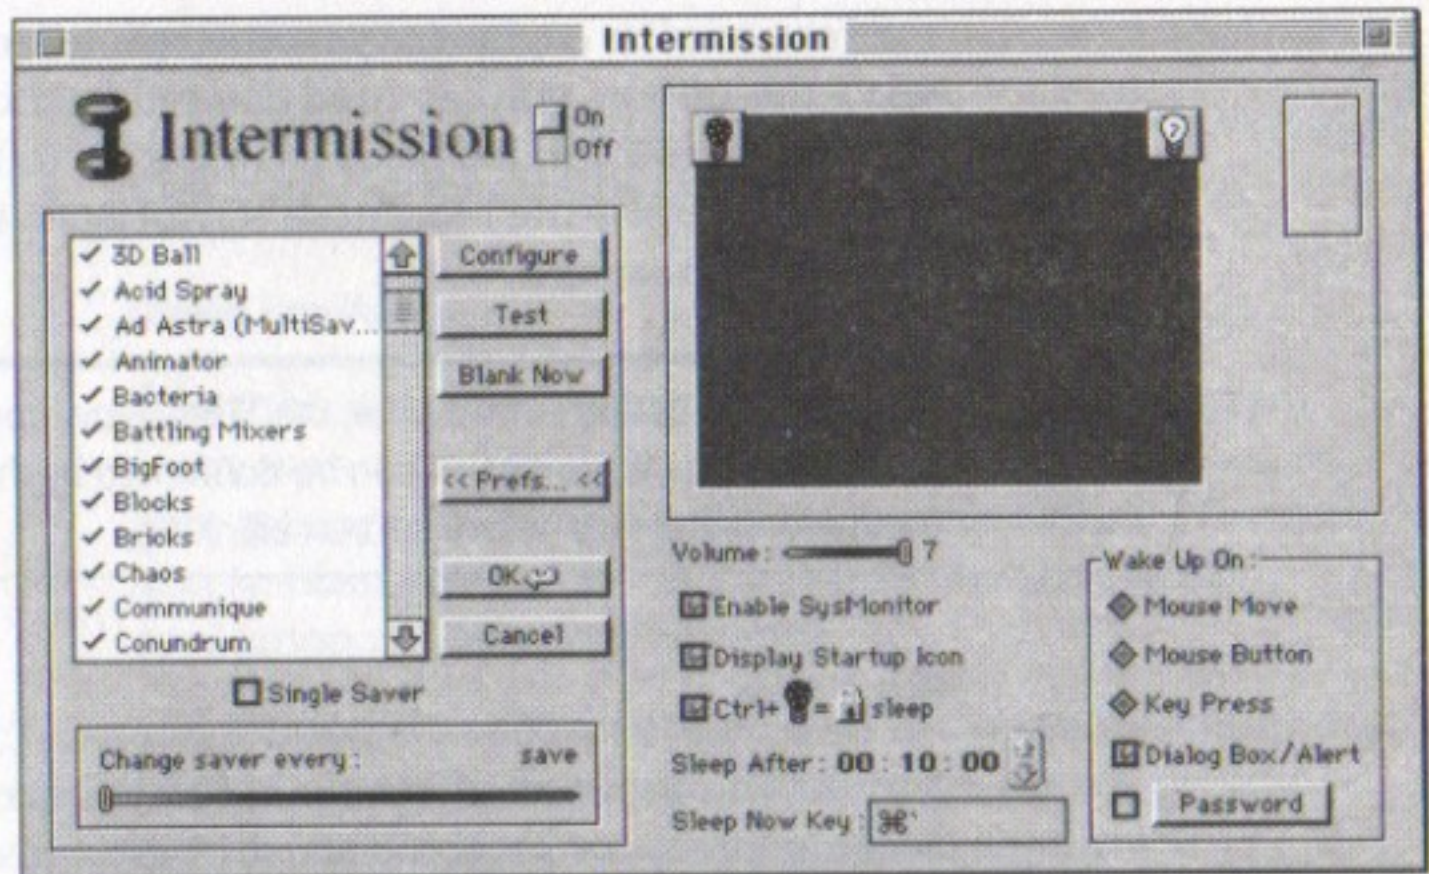 Intermission
Intermission
On
Off
✓ 3D Ball
✓ Acid Spray
✓ Ad Astra (MultiSav...
✓ Animator
✓ Bacteria
✓ Battling Mixers
✓ BigFoot
✓ Blocks
✓ Bricks
✓ Chaos
✓ Communique
✓ Conundrum
Configure
Test
Blank Now
<< Prefs... <<
OK
Cancel
Single Saver
Change saver every : save
Volume : 7
Enable SysMonitor
Display Startup Icon
Ctrl+ = sleep
Sleep After : 00 : 10 : 00
Sleep Now Key : ⌘`
Wake Up On :
Mouse Move
Mouse Button
Key Press
Dialog Box/Alert
Password